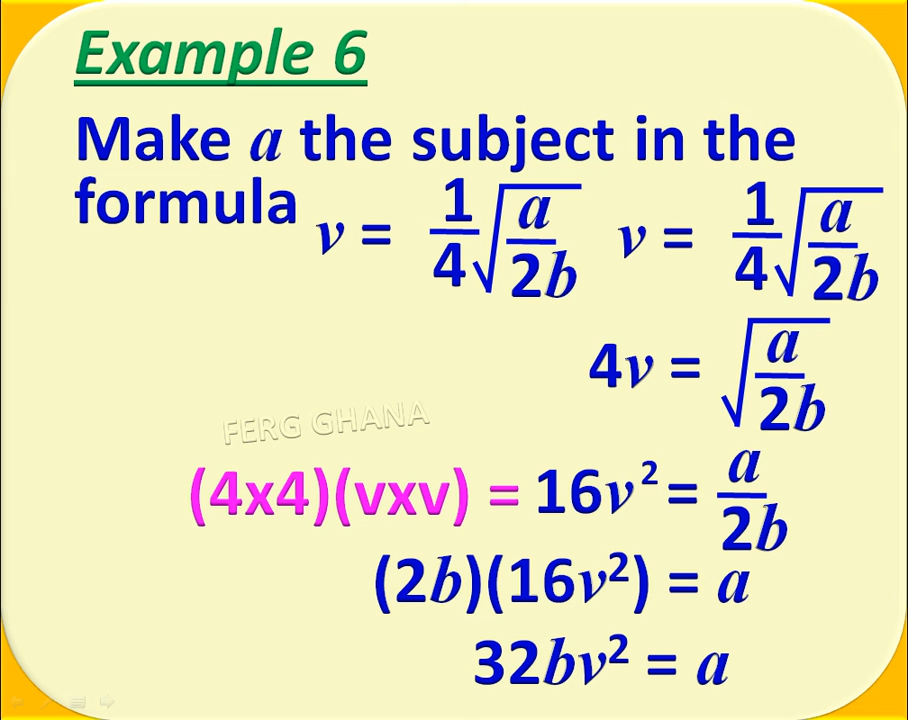 Example 6
Make a the subject in the
formula v = 1/4 √(a/2b) v = 1/4 √(a/2b)
4v = √(a/2b)
FERG GHANA
(4x4)(vxv) = 16v² = a/2b
(2b)(16v²) = a
32bv² = a